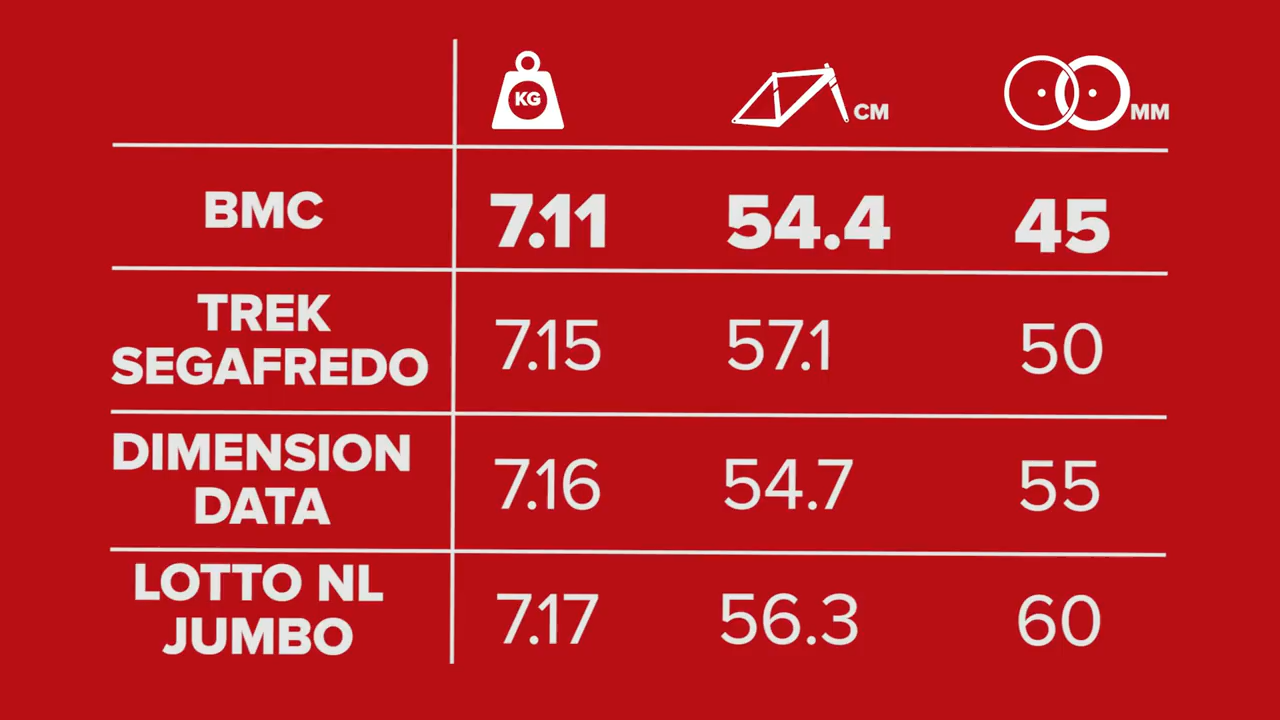 KG CM MM
BMC 7.11 54.4 45
TREK
SEGAFREDO 7.15 57.1 50
DIMENSION
DATA 7.16 54.7 55
LOTTO NL
JUMBO 7.17 56.3 60